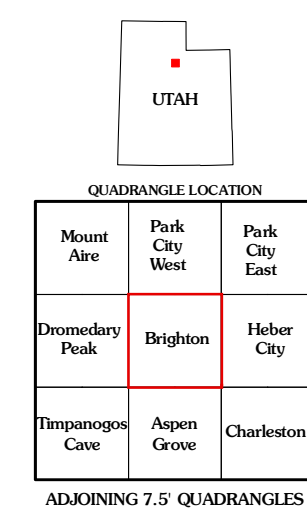 UTAH
QUADRANGLE LOCATION
Mount
Aire
Park
City
West
Park
City
East
Dromedary
Peak
Brighton
Heber
City
Timpanogos
Cave
Aspen
Grove
Charleston
ADJOINING 7.5' QUADRANGLES